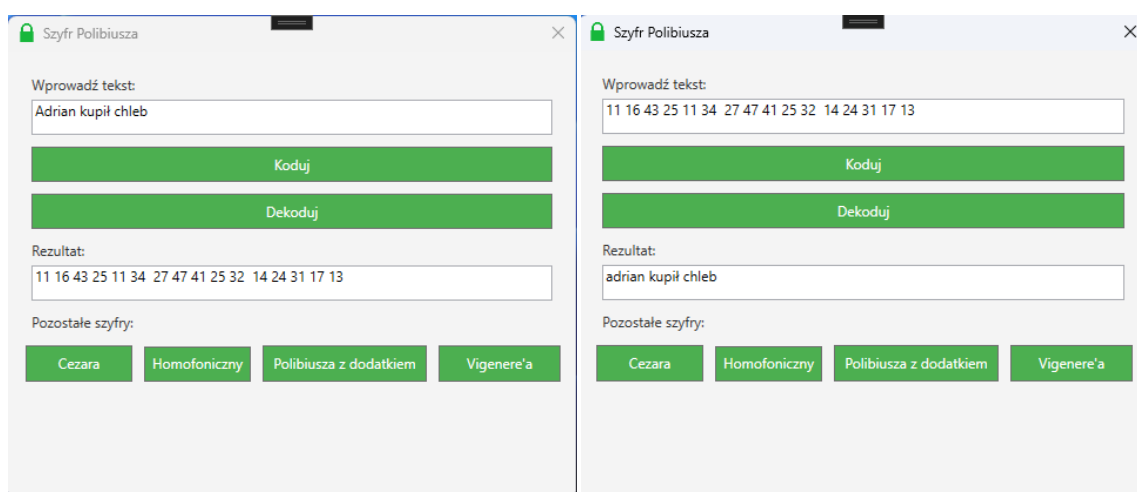 Szyfr Polibiusza
Wprowadź tekst:
Adrian kupił chleb
Koduj
Dekoduj
Rezultat:
11 16 43 25 11 34  27 47 41 25 32  14 24 31 17 13
Pozostałe szyfry:
Cezara Homofoniczny Polibiusza z dodatkiem Vigenere'a
Szyfr Polibiusza
Wprowadź tekst:
11 16 43 25 11 34  27 47 41 25 32  14 24 31 17 13
Koduj
Dekoduj
Rezultat:
adrian kupił chleb
Pozostałe szyfry:
Cezara Homofoniczny Polibiusza z dodatkiem Vigenere'a